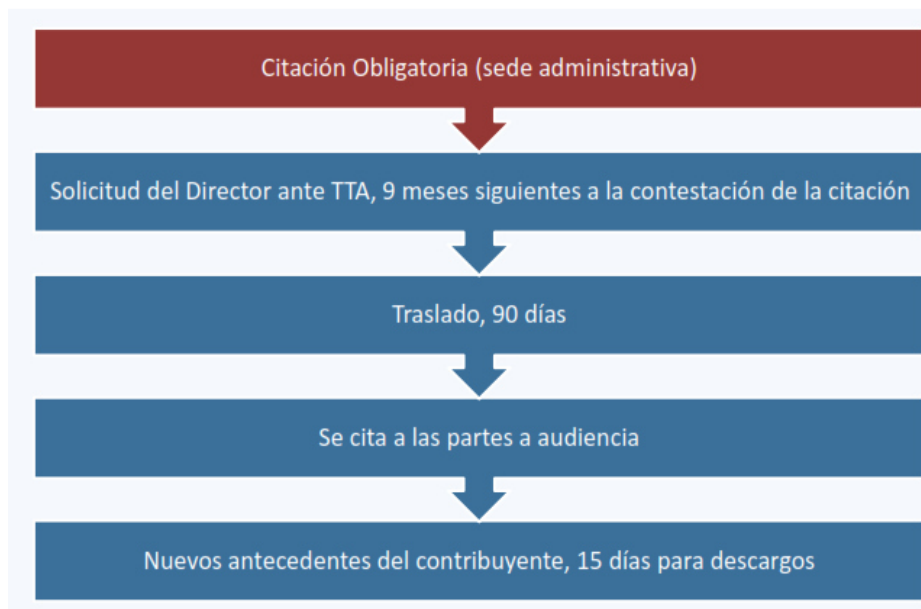 Citación Obligatoria (sede administrativa)
Solicitud del Director ante TTA, 9 meses siguientes a la contestación de la citación
Traslado, 90 días
Se cita a las partes a audiencia
Nuevos antecedentes del contribuyente, 15 días para descargos